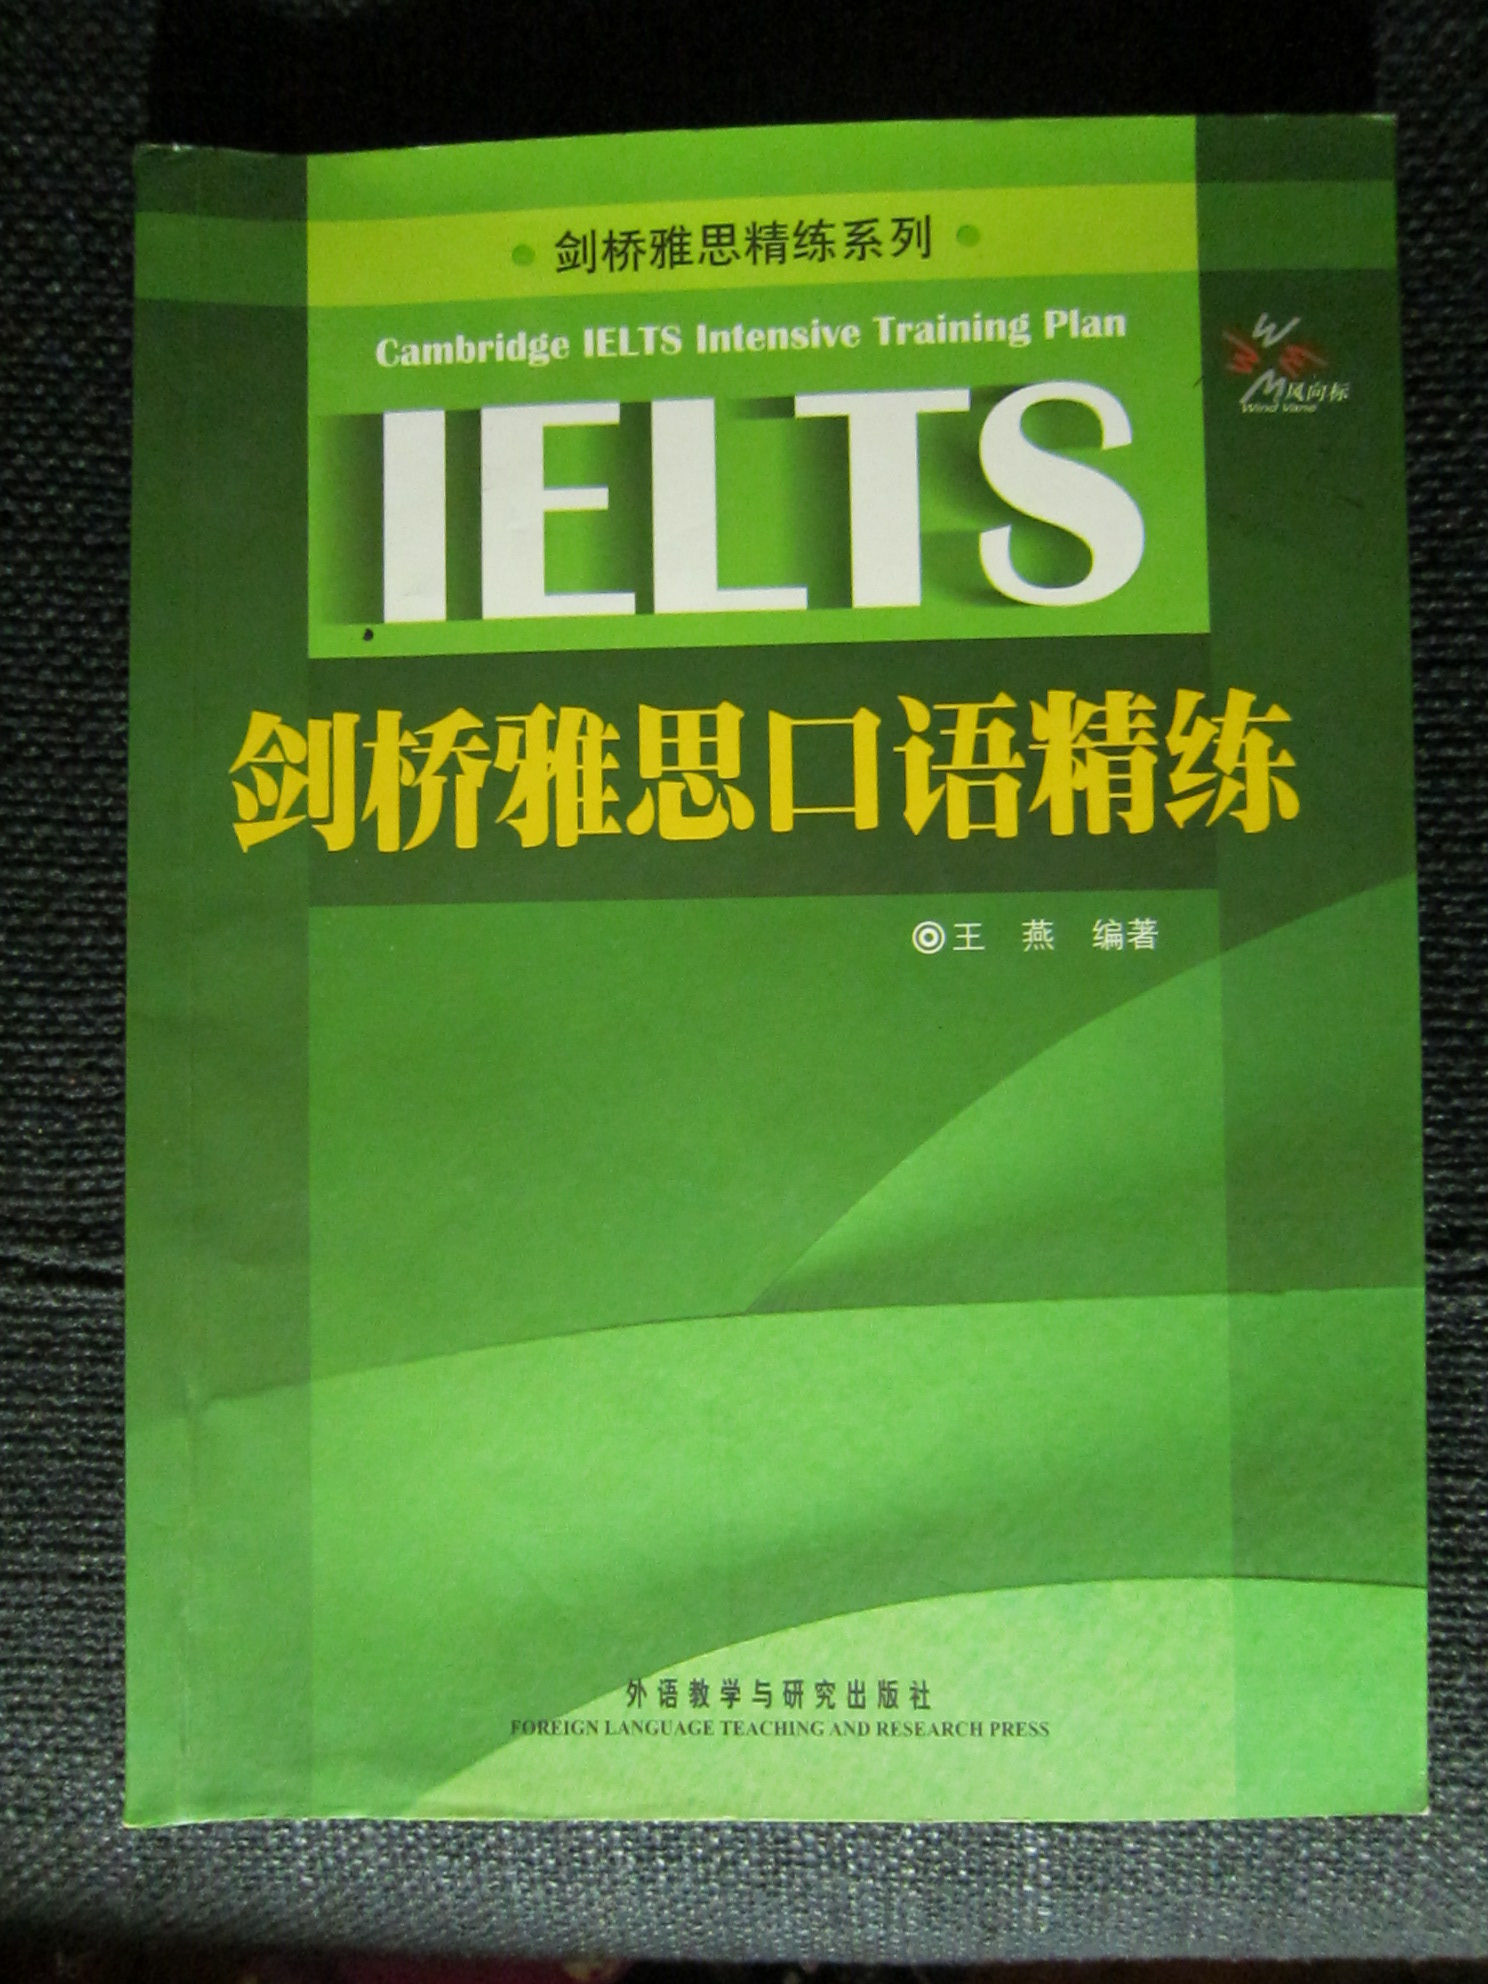 剑桥雅思精练系列
Cambridge IELTS Intensive Training Plan
IELTS
风向标
Wind Vane
剑桥雅思口语精练
王 燕 编著
外语教学与研究出版社
FOREIGN LANGUAGE TEACHING AND RESEARCH PRESS